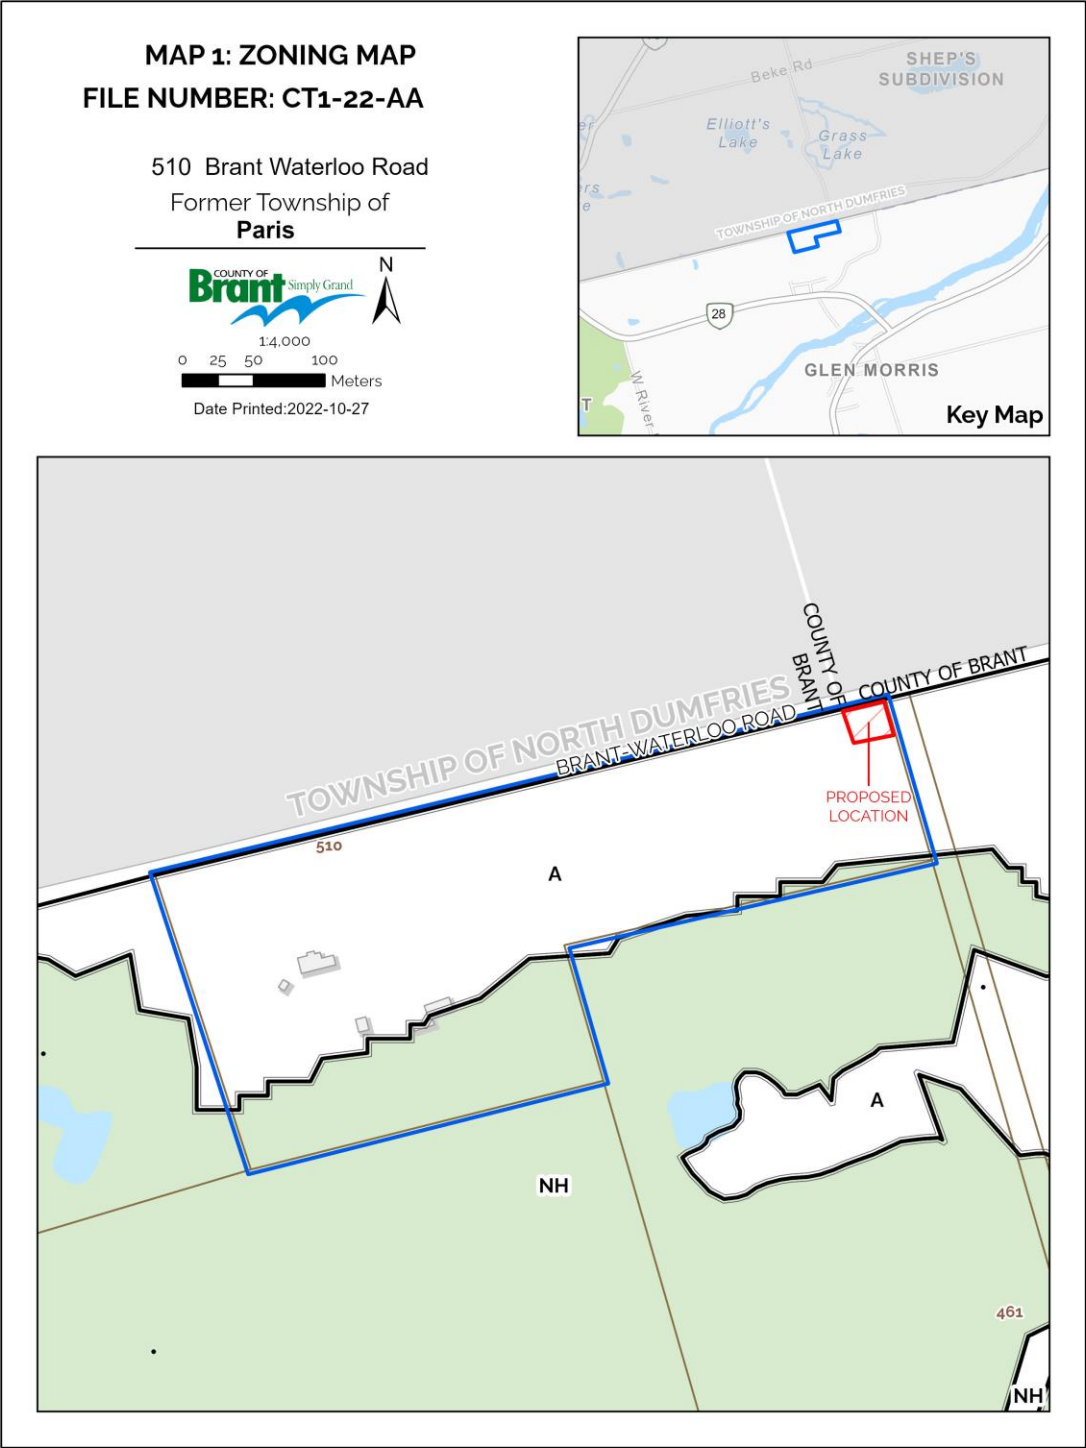 MAP 1: ZONING MAP
FILE NUMBER: CT1-22-AA
510 Brant Waterloo Road
Former Township of
Paris
COUNTY OF
Brant Simply Grand
N
1:4,000
0 25 50 100
Meters
Date Printed:2022-10-27
Beke Rd
SHEP'S
SUBDIVISION
Elliott's
Lake
Grass
Lake
er
rs
e
TOWNSHIP OF NORTH DUMFRIES
28
GLEN MORRIS
W River
T
Key Map
COUNTY OF
BRANT
COUNTY OF BRANT
TOWNSHIP OF NORTH DUMFRIES
BRANT-WATERLOO ROAD
PROPOSED
LOCATION
510
A
A
NH
461
NH